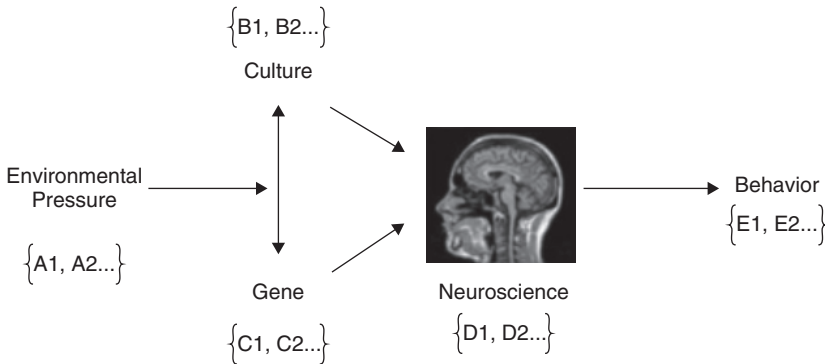 {B1, B2...}
Culture
Environmental
Pressure
{A1, A2...}
Gene
{C1, C2...}
Neuroscience
{D1, D2...}
Behavior
{E1, E2...}